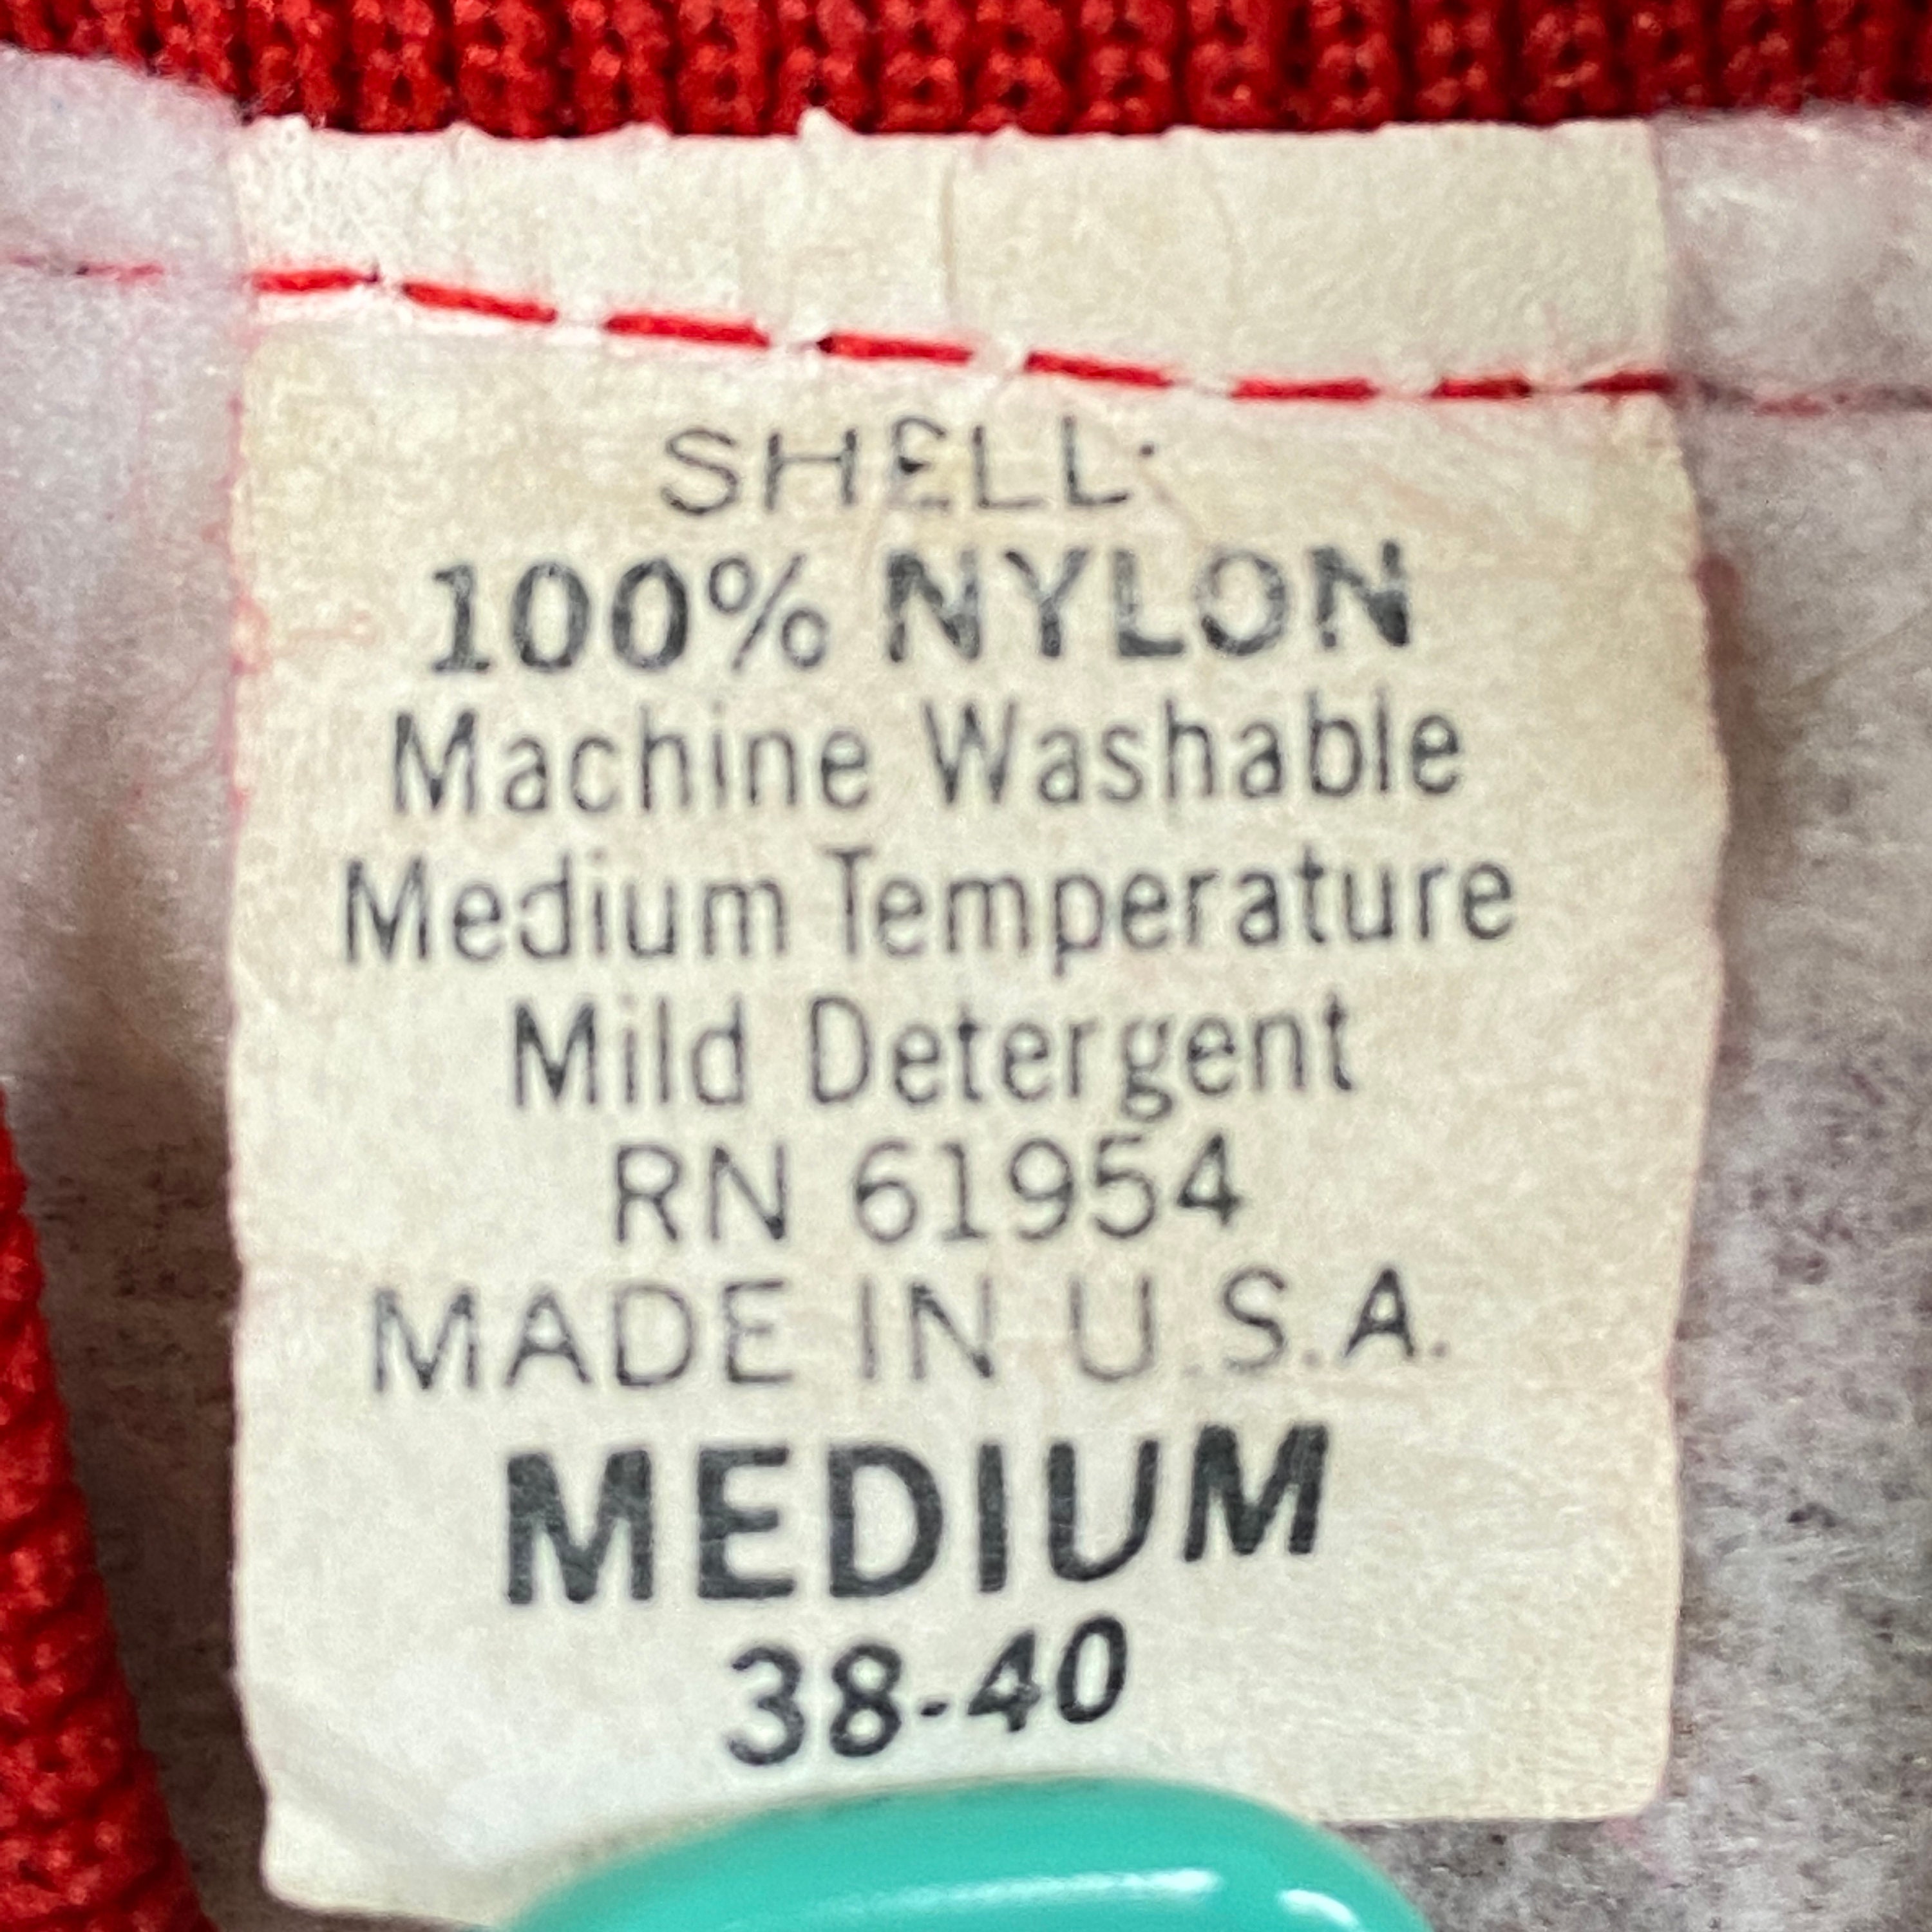 SHELL:
100% NYLON
Machine Washable
Medium Temperature
Mild Detergent
RN 61954
MADE IN U.S.A.
MEDIUM
38-40